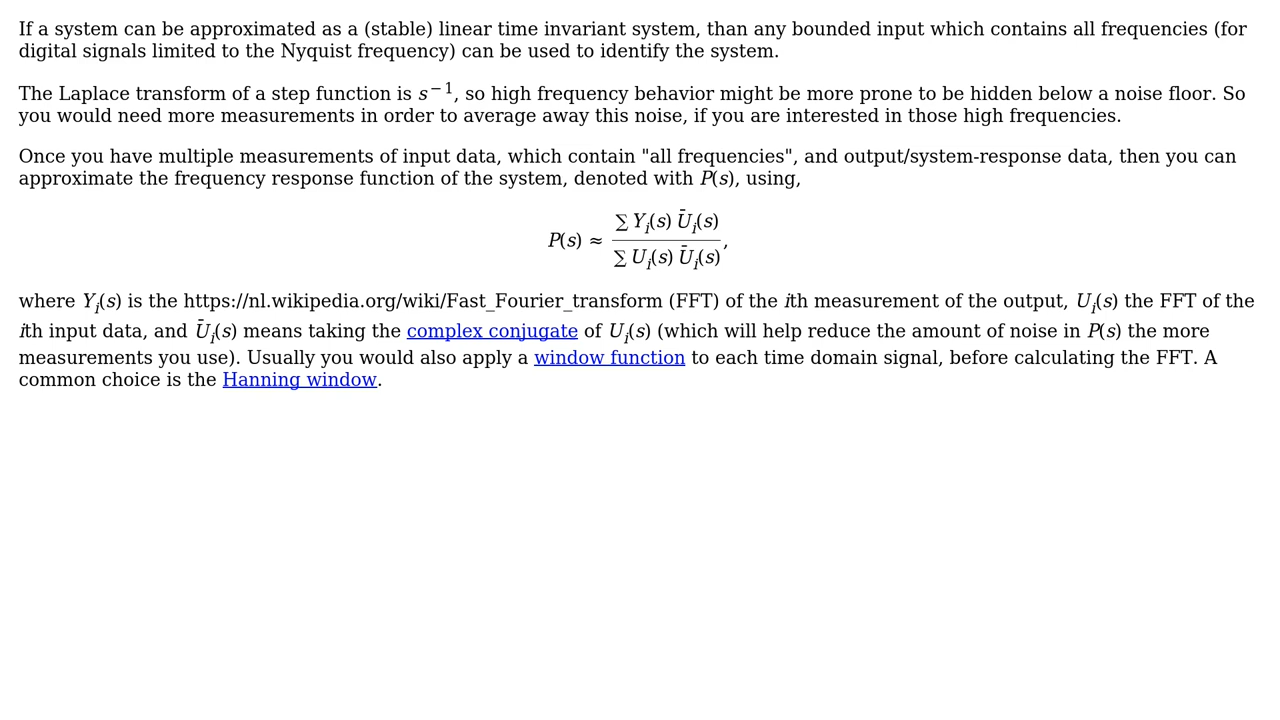 If a system can be approximated as a (stable) linear time invariant system, than any bounded input which contains all frequencies (for
digital signals limited to the Nyquist frequency) can be used to identify the system.
The Laplace transform of a step function is s⁻¹, so high frequency behavior might be more prone to be hidden below a noise floor. So
you would need more measurements in order to average away this noise, if you are interested in those high frequencies.
Once you have multiple measurements of input data, which contain "all frequencies", and output/system-response data, then you can
approximate the frequency response function of the system, denoted with P(s), using,
P(s) ≈ ∑ Yᵢ(s) Ūᵢ(s) / ∑ Uᵢ(s) Ūᵢ(s),
where Yᵢ(s) is the https://nl.wikipedia.org/wiki/Fast_Fourier_transform (FFT) of the ith measurement of the output, Uᵢ(s) the FFT of the
ith input data, and Ūᵢ(s) means taking the complex conjugate of Uᵢ(s) (which will help reduce the amount of noise in P(s) the more
measurements you use). Usually you would also apply a window function to each time domain signal, before calculating the FFT. A
common choice is the Hanning window.